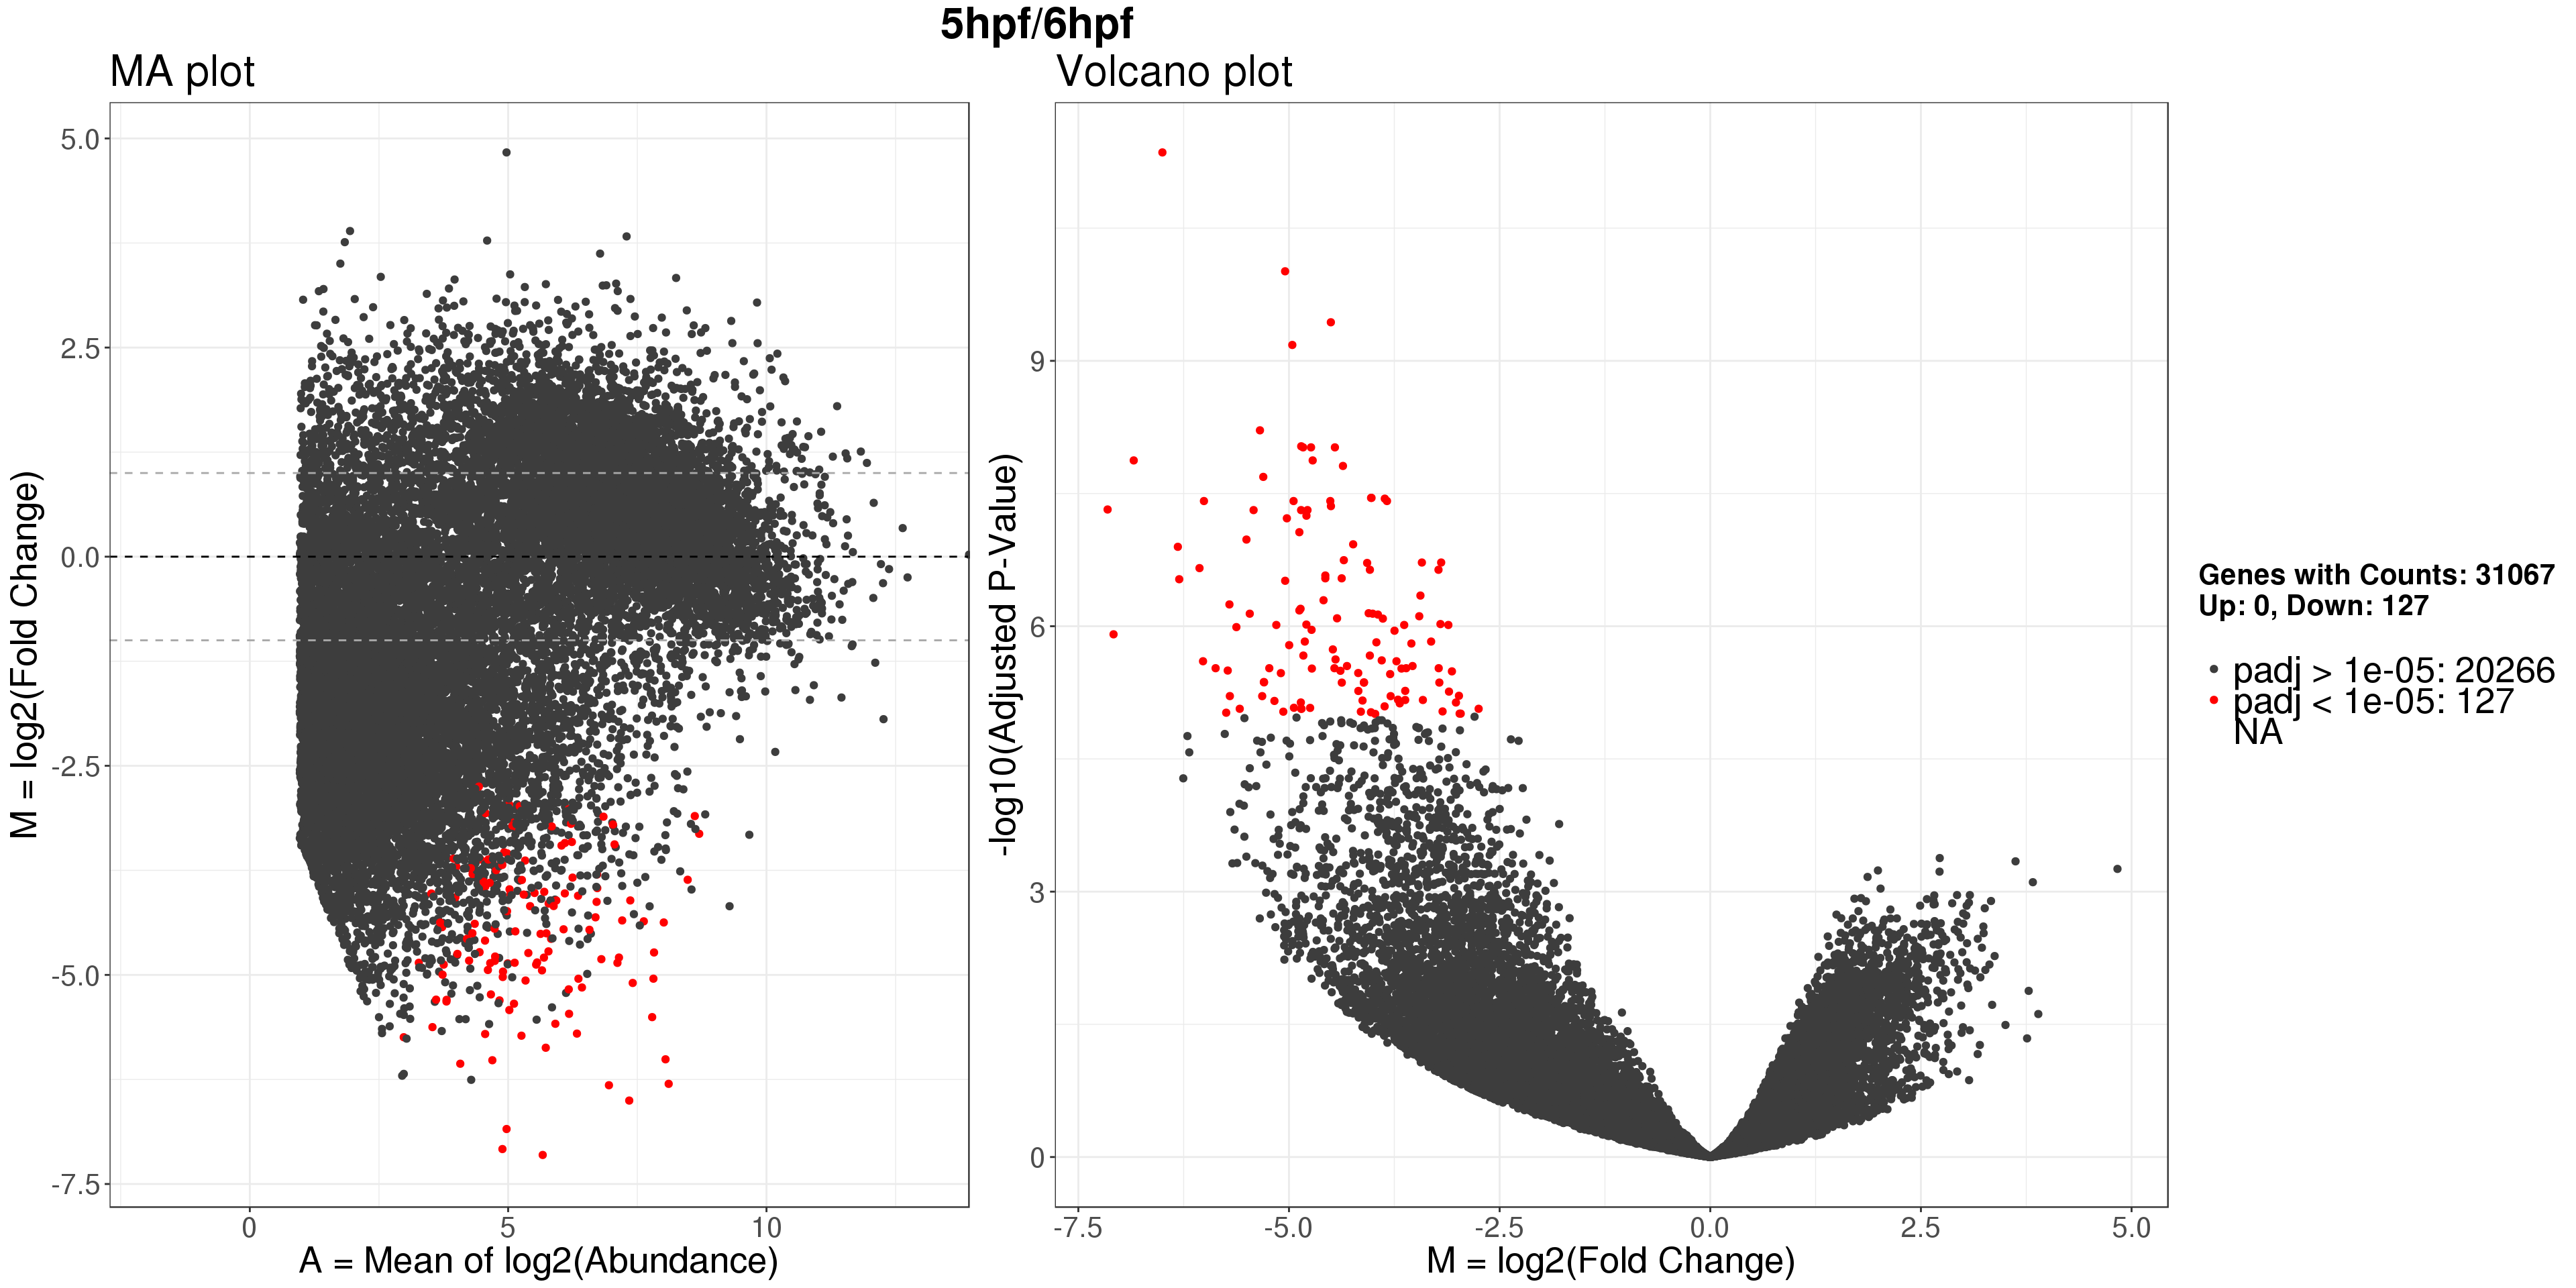 5hpf/6hpf
MA plot
Volcano plot
M = log2(Fold Change)
5.0
2.5
0.0
-2.5
-5.0
-7.5
0
5
10
A = Mean of log2(Abundance)
-log10(Adjusted P-Value)
9
6
3
0
-7.5
-5.0
-2.5
0.0
2.5
5.0
M = log2(Fold Change)
Genes with Counts: 31067
Up: 0, Down: 127
padj > 1e-05: 20266
padj < 1e-05: 127
NA